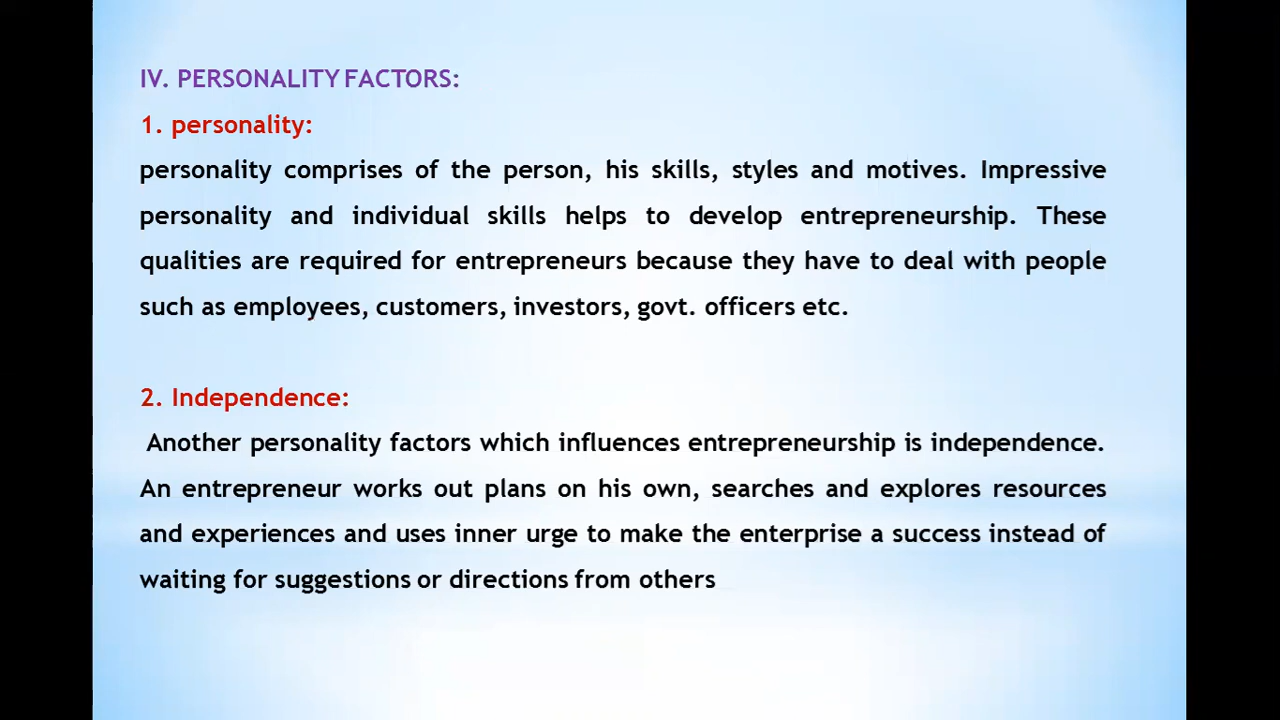 IV. PERSONALITY FACTORS:
1. personality:
personality comprises of the person, his skills, styles and motives. Impressive
personality and individual skills helps to develop entrepreneurship. These
qualities are required for entrepreneurs because they have to deal with people
such as employees, customers, investors, govt. officers etc.
2. Independence:
Another personality factors which influences entrepreneurship is independence.
An entrepreneur works out plans on his own, searches and explores resources
and experiences and uses inner urge to make the enterprise a success instead of
waiting for suggestions or directions from others